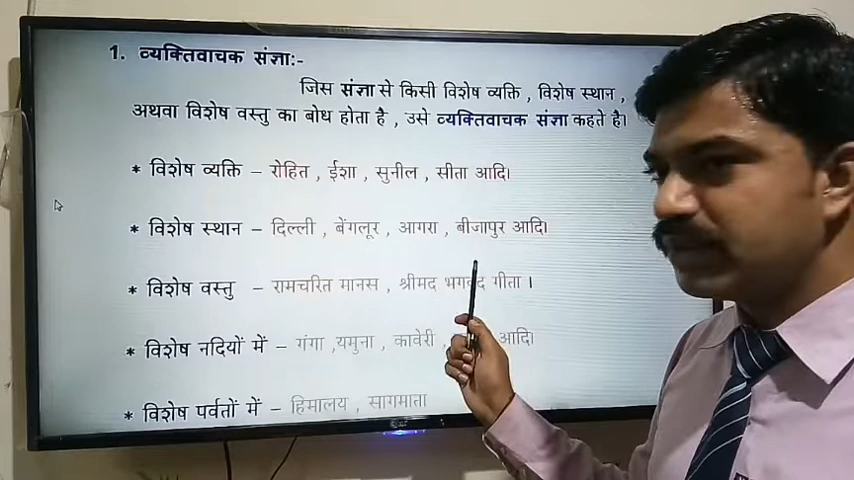 1. व्यक्तिवाचक संज्ञा:-
जिस संज्ञा से किसी विशेष व्यक्ति , विशेष स्थान ,
अथवा विशेष वस्तु का बोध होता है , उसे व्यक्तिवाचक संज्ञा कहते है।
* विशेष व्यक्ति – रोहित , ईशा , सुनील , सीता आदि।
* विशेष स्थान – दिल्ली , बेंगलूर , आगरा , बीजापुर आदि।
* विशेष वस्तु – रामचरित मानस , श्रीमद भगवद गीता ।
* विशेष नदियों में – गंगा ,यमुना , कावेरी , आदि।
* विशेष पर्वतों में – हिमालय , सागमाता